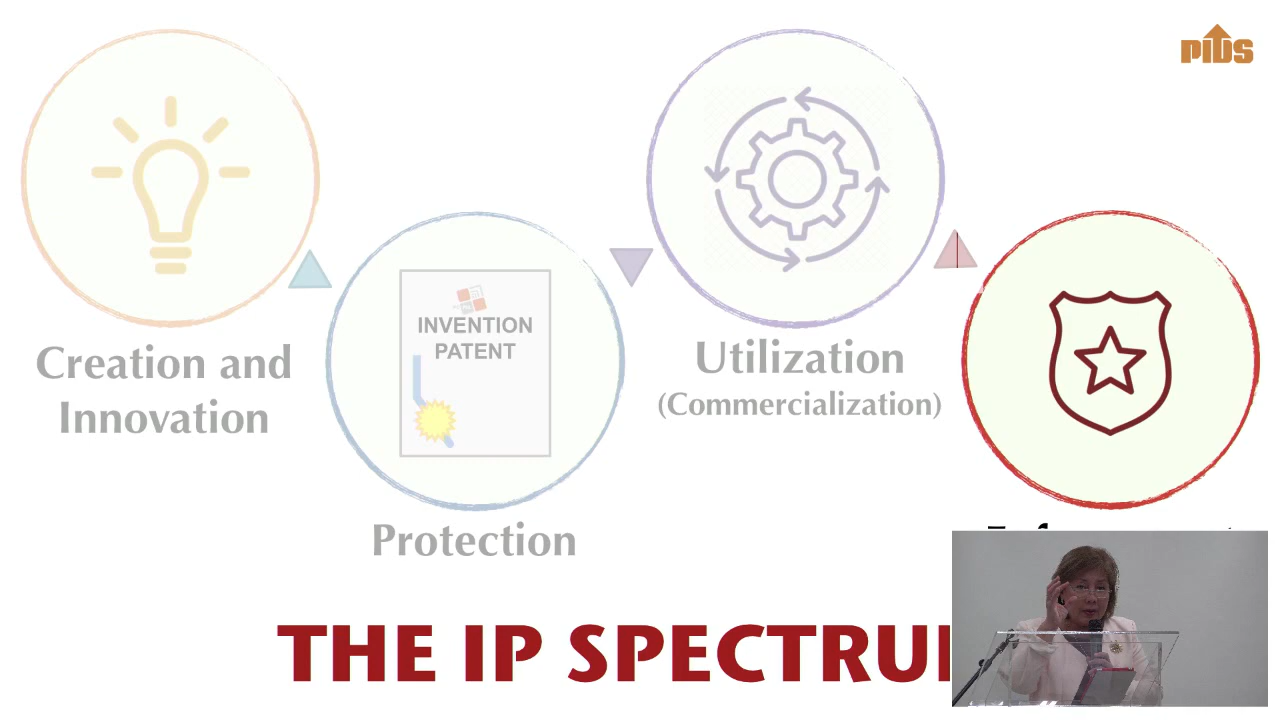 PIDS
Creation and
Innovation
INVENTION
PATENT
Protection
Utilization
(Commercialization)
THE IP SPECTRU